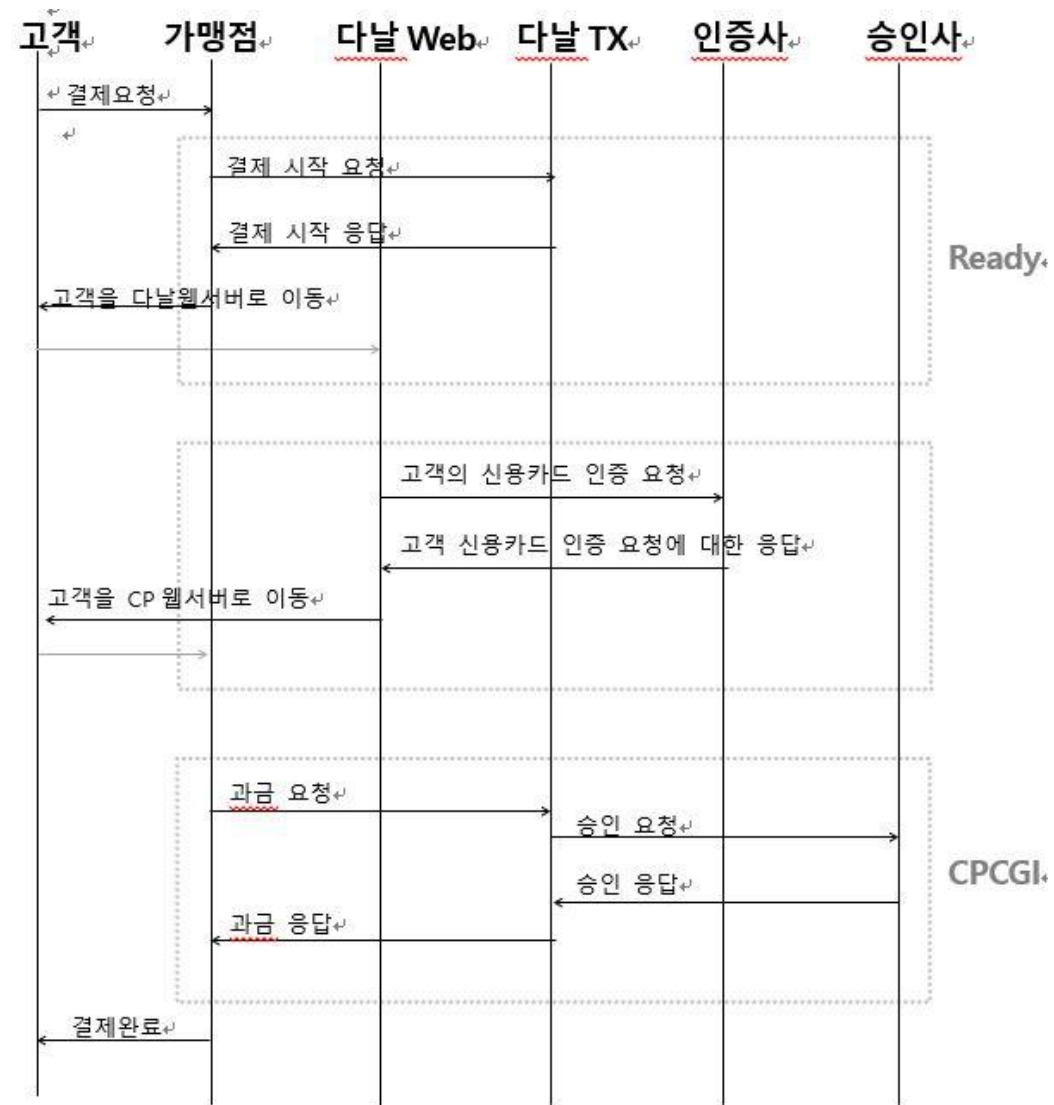 고객 가맹점 다날 Web 다날 TX 인증사 승인사
결제요청
결제 시작 요청
결제 시작 응답
Ready
고객을 다날웹서버로 이동
고객의 신용카드 인증 요청
고객 신용카드 인증 요청에 대한 응답
고객을 CP 웹서버로 이동
과금 요청
승인 요청
CPCGI
승인 응답
과금 응답
결제완료